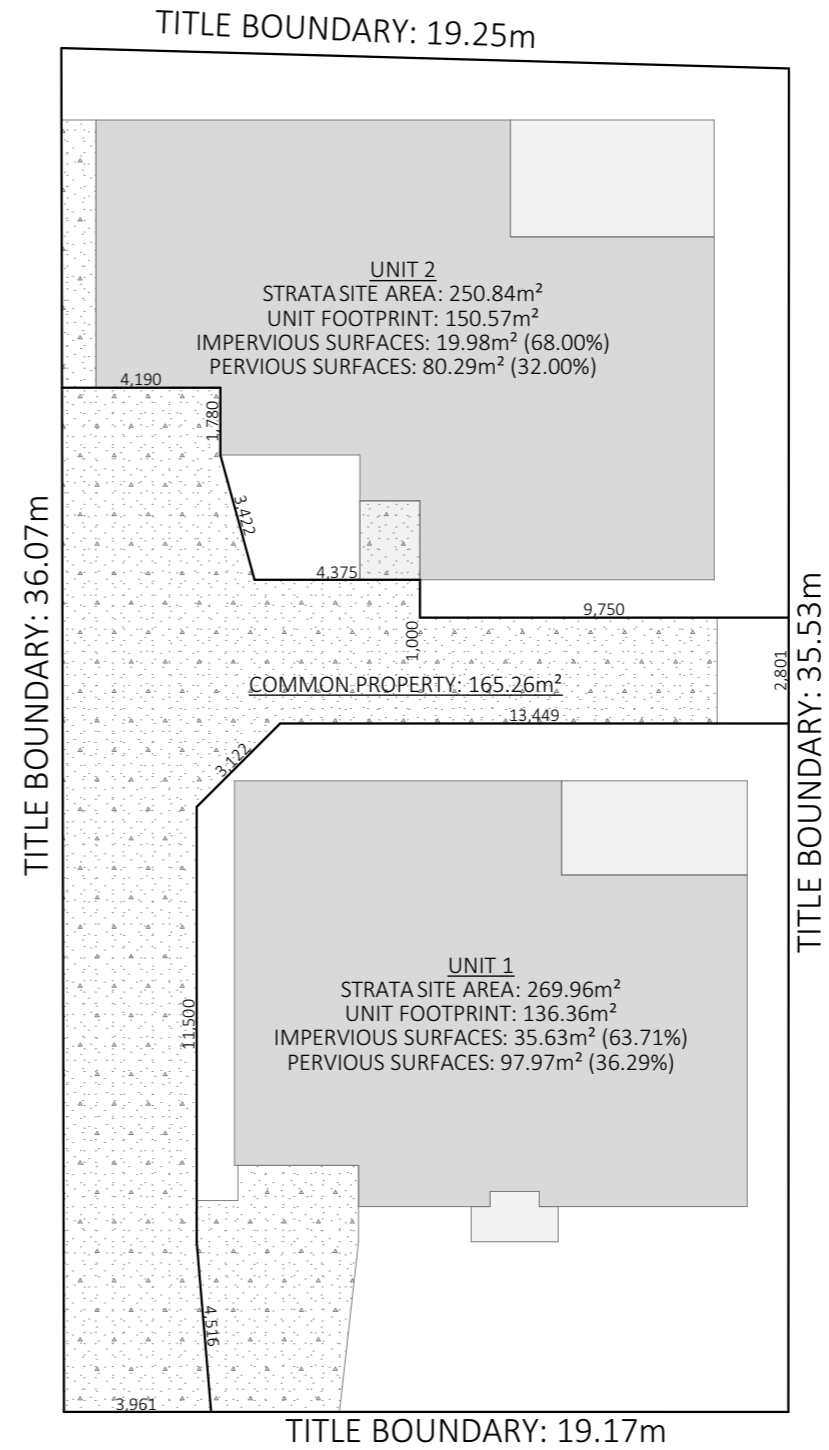 TITLE BOUNDARY: 19.25m
UNIT 2
STRATA SITE AREA: 250.84m²
UNIT FOOTPRINT: 150.57m²
IMPERVIOUS SURFACES: 19.98m² (68.00%)
PERVIOUS SURFACES: 80.29m² (32.00%)
4,190
1,780
3,422
4,375
1,000
9,750
2,801
TITLE BOUNDARY: 36.07m
TITLE BOUNDARY: 35.53m
COMMON PROPERTY: 165.26m²
13,449
3,122
UNIT 1
STRATA SITE AREA: 269.96m²
UNIT FOOTPRINT: 136.36m²
IMPERVIOUS SURFACES: 35.63m² (63.71%)
PERVIOUS SURFACES: 97.97m² (36.29%)
11,500
4,516
3,961
TITLE BOUNDARY: 19.17m